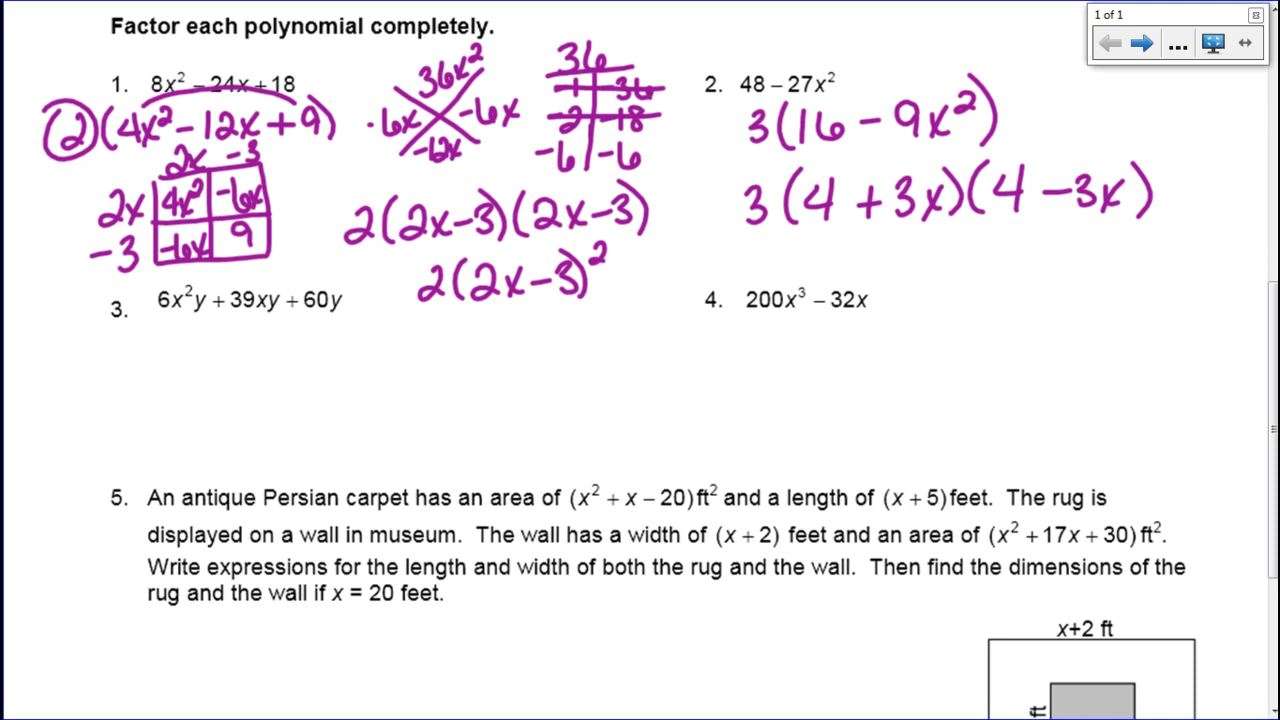 Factor each polynomial completely.
1. 8x² – 24x + 18
2(4x² – 12x + 9)
2x –3
2x 4x² –6x
–3 –6x 9
36x²
-6x –6x
–12x
36
1 36
2 18
–6 –6
2(2x–3)(2x–3)
2(2x–3)²
2. 48 – 27x²
3(16 – 9x²)
3(4 + 3x)(4 – 3x)
3. 6x²y + 39xy + 60y
4. 200x³ – 32x
5. An antique Persian carpet has an area of (x² + x – 20) ft² and a length of (x + 5) feet. The rug is
displayed on a wall in museum. The wall has a width of (x + 2) feet and an area of (x² + 17x + 30) ft².
Write expressions for the length and width of both the rug and the wall. Then find the dimensions of the
rug and the wall if x = 20 feet.
x+2 ft
ft
1 of 1
...